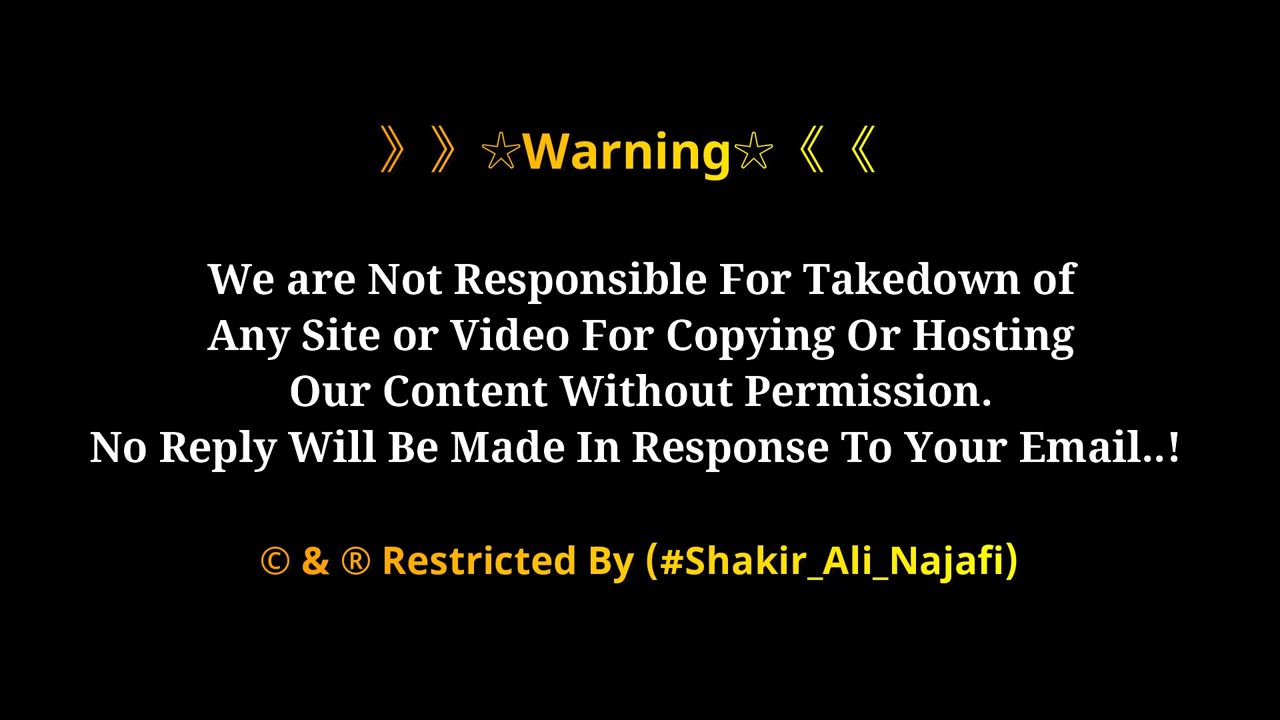 》》☆Warning☆《《
We are Not Responsible For Takedown of
Any Site or Video For Copying Or Hosting
Our Content Without Permission.
No Reply Will Be Made In Response To Your Email..!
© & ® Restricted By (#Shakir_Ali_Najafi)